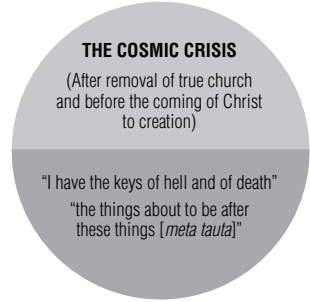 THE COSMIC CRISIS
(After removal of true church
and before the coming of Christ
to creation)
“I have the keys of hell and of death”
“the things about to be after
these things [meta tauta]”